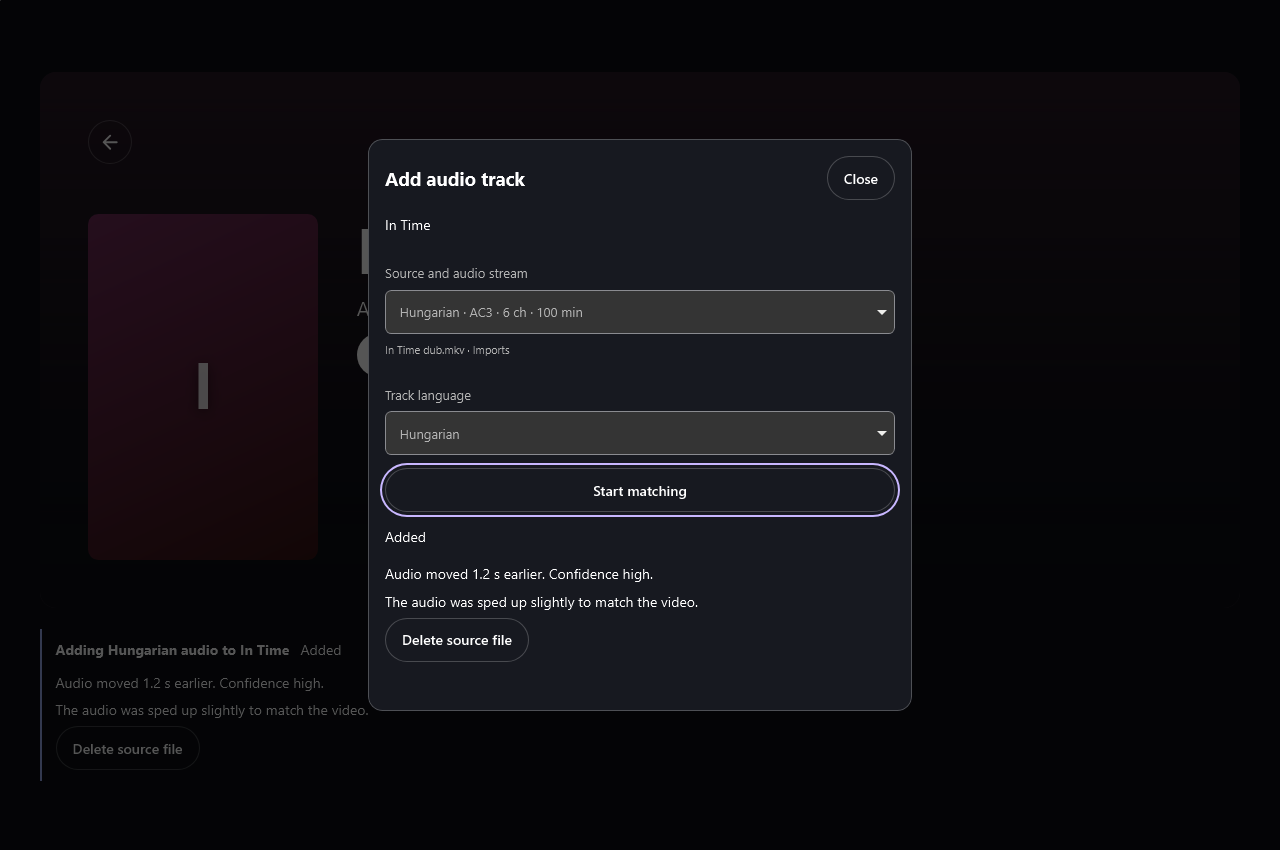 Add audio track
Close
In Time
Source and audio stream
Hungarian · AC3 · 6 ch · 100 min
In Time dub.mkv · Imports
Track language
Hungarian
Start matching
Added
Audio moved 1.2 s earlier. Confidence high.
The audio was sped up slightly to match the video.
Delete source file
I
Adding Hungarian audio to In Time Added
Audio moved 1.2 s earlier. Confidence high.
The audio was sped up slightly to match the video.
Delete source file